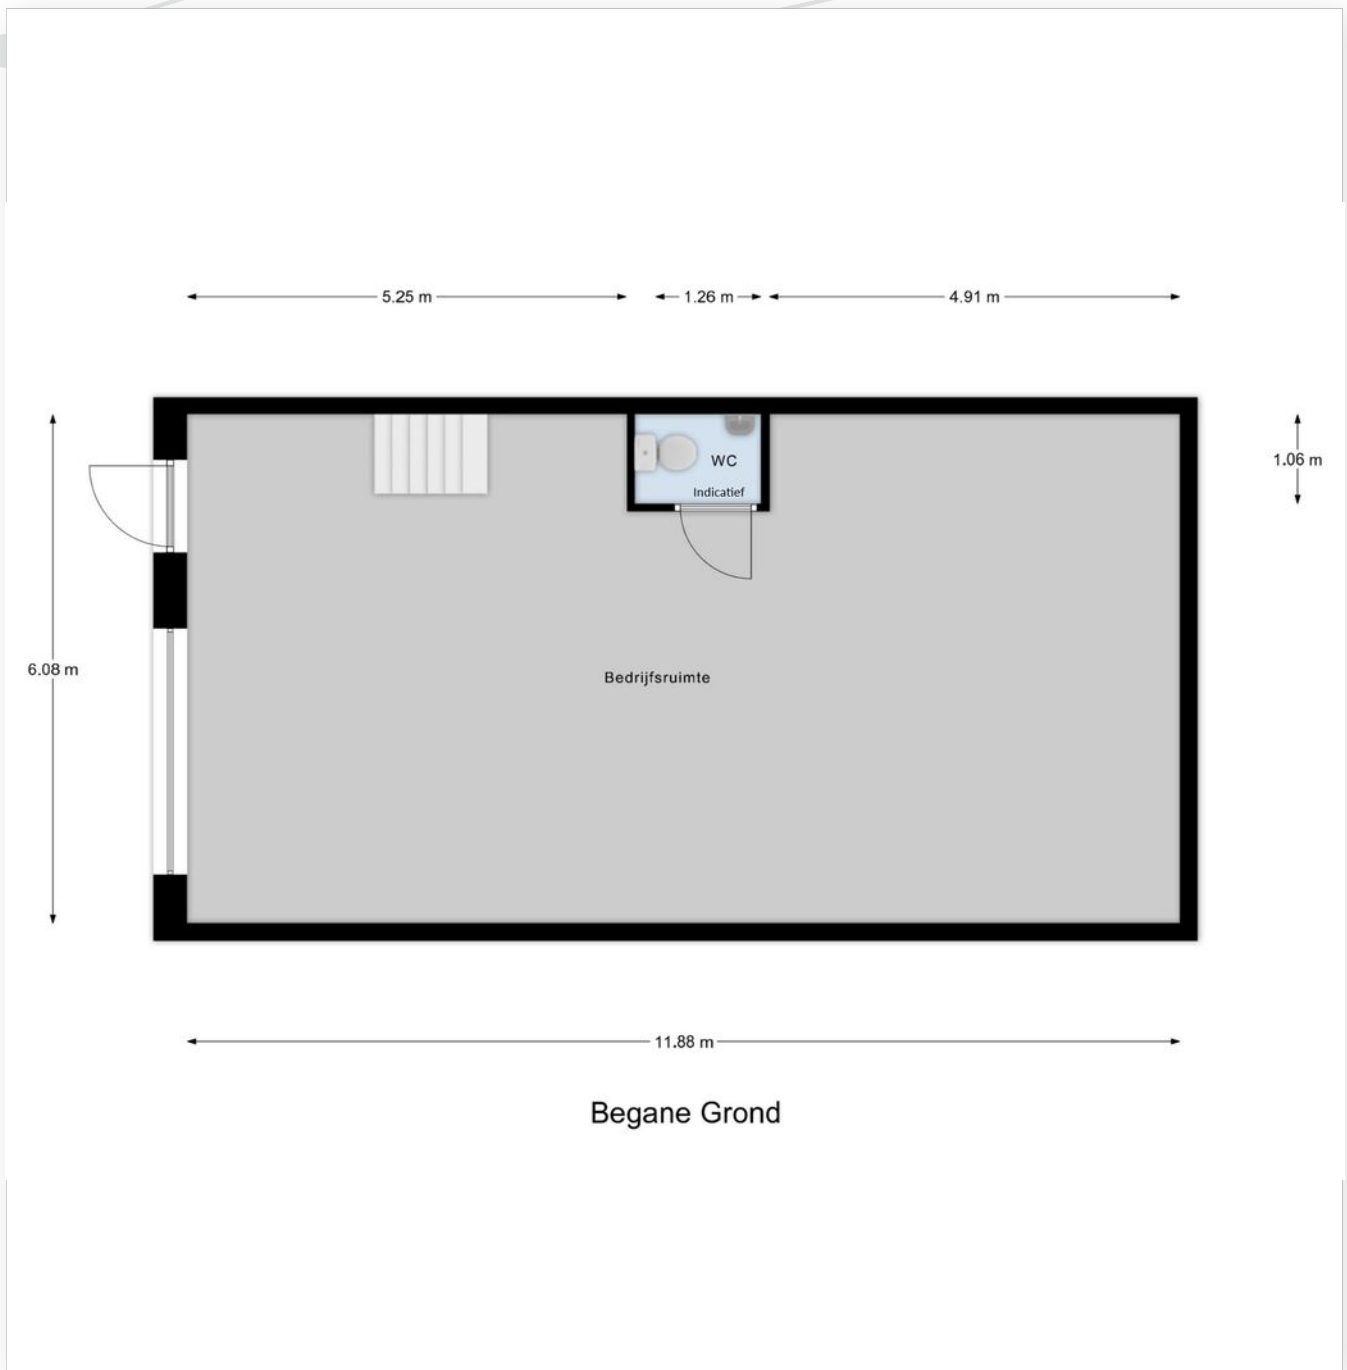 5.25 m
1.26 m
4.91 m
1.06 m
WC
Indicatief
6.08 m
Bedrijfsruimte
11.88 m
Begane Grond